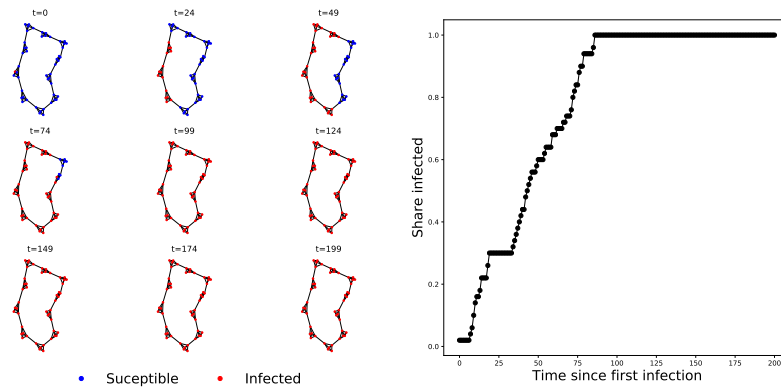 t=0
t=24
t=49
t=74
t=99
t=124
t=149
t=174
t=199
Suceptible
Infected
Share infected
1.0
0.8
0.6
0.4
0.2
0.0
0
25
50
75
100
125
150
175
200
Time since first infection